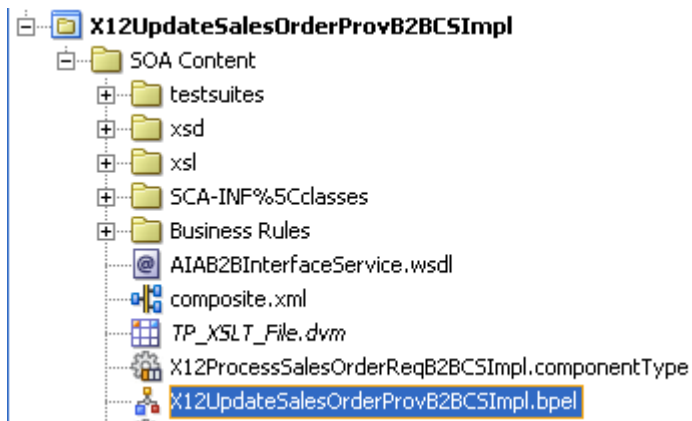 X12UpdateSalesOrderProvB2BCSImpl
SOA Content
testsuites
xsd
xsl
SCA-INF%5Cclasses
Business Rules
AIAB2BInterfaceService.wsdl
composite.xml
TP_XSLT_File.dvm
X12ProcessSalesOrderReqB2BCSImpl.componentType
X12UpdateSalesOrderProvB2BCSImpl.bpel